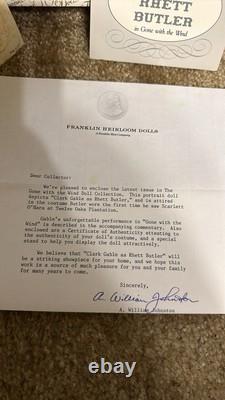 RHETT
BUTLER
in Gone with the Wind
FRANKLIN HEIRLOOM DOLLS
Dear Collector:
We're pleased to enclose the latest issue in The
Gone with the Wind Doll Collection. This portrait doll
depicts "Clark Gable as Rhett Butler", and is attired
in the costume Butler wore the first time he saw Scarlett
O'Hara at Twelve Oaks Plantation.
Gable's unforgettable performance in "Gone with the
Wind" is described in the accompanying commentary. Also
enclosed are a Certificate of Authenticity attesting to
the authenticity of your doll's costume, and a special
stand to help you display the doll attractively.
We believe that "Clark Gable as Rhett Butler" will
be a striking showpiece for your home, and we hope this
work is a source of much pleasure for you and your family
for many years to come.
Sincerely,
A. William Johnston
A. William Johnston
ebay